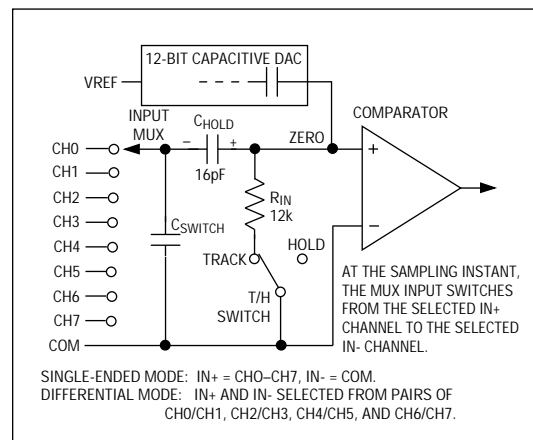 12-BIT CAPACITIVE DAC
VREF
COMPARATOR
INPUT
MUX
CHOLD
ZERO
− +
16pF
CH0
CH1
CH2
CH3
CH4
CH5
CH6
CH7
COM
CSWITCH
RIN
12k
HOLD
TRACK
T/H
SWITCH
+
−
AT THE SAMPLING INSTANT,
THE MUX INPUT SWITCHES
FROM THE SELECTED IN+
CHANNEL TO THE SELECTED
IN- CHANNEL.
SINGLE-ENDED MODE: IN+ = CHO–CH7, IN- = COM.
DIFFERENTIAL MODE: IN+ AND IN- SELECTED FROM PAIRS OF
CH0/CH1, CH2/CH3, CH4/CH5, AND CH6/CH7.